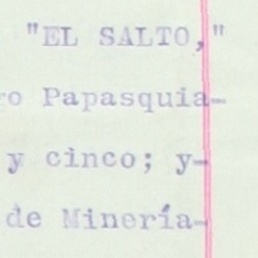 "EL SALTO,"
ro Papasquia-
y cinco; y-
de Minería-